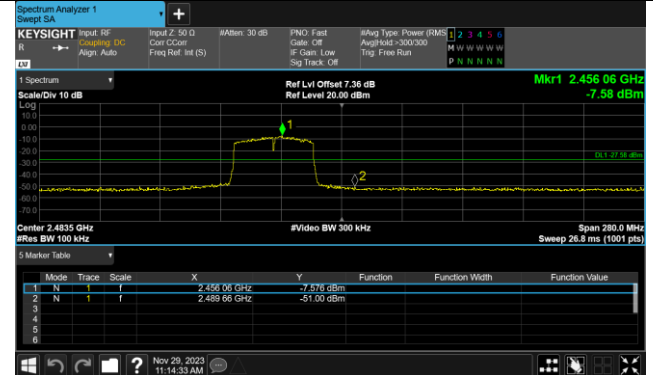 Spectrum Analyzer 1
Swept SA
+
KEYSIGHT Input: RF Input Z: 50 Ω #Atten: 30 dB PNO: Fast #Avg Type: Power (RMS 1 2 3 4 5 6
R Coupling: DC Corr CCorr Gate: Off Avg|Hold:>300/300 M W W W W W
Align: Auto Freq Ref: Int (S) IF Gain: Low Trig: Free Run
Sig Track: Off P N N N N N
LXI
1 Spectrum Ref Lvl Offset 7.36 dB Mkr1 2.456 06 GHz
Scale/Div 10 dB Ref Level 20.00 dBm -7.58 dBm
Log
10.0
0.00
1
-10.0
-20.0
DL1 -27.58 dBm
-30.0
-40.0
2
-50.0
-60.0
-70.0
Center 2.4835 GHz #Video BW 300 kHz Span 280.0 MHz
#Res BW 100 kHz Sweep 26.8 ms (1001 pts)
5 Marker Table
Mode Trace Scale X Y Function Function Width Function Value
1 N 1 f 2.456 06 GHz -7.576 dBm
2 N 1 f 2.489 66 GHz -51.00 dBm
3
4
5
6
? Nov 29, 2023
11:14:33 AM